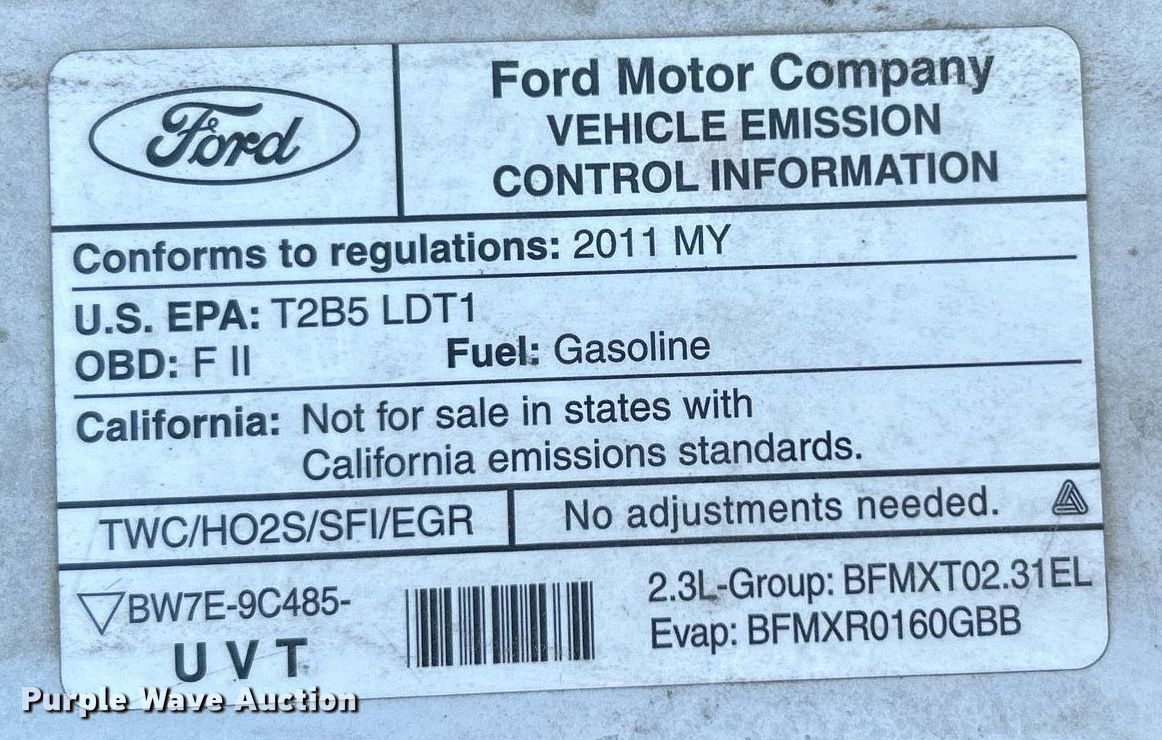 Ford
Ford Motor Company
VEHICLE EMISSION
CONTROL INFORMATION
Conforms to regulations: 2011 MY
U.S. EPA: T2B5 LDT1
OBD: F II Fuel: Gasoline
California: Not for sale in states with
California emissions standards.
TWC/HO2S/SFI/EGR
No adjustments needed.
BW7E-9C485-
UVT
2.3L-Group: BFMXT02.31EL
Evap: BFMXR0160GBB
Purple Wave Auction